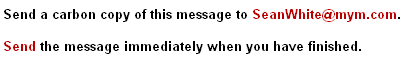 Send a carbon copy of this message to SeanWhite@mym.com.
Send the message immediately when you have finished.